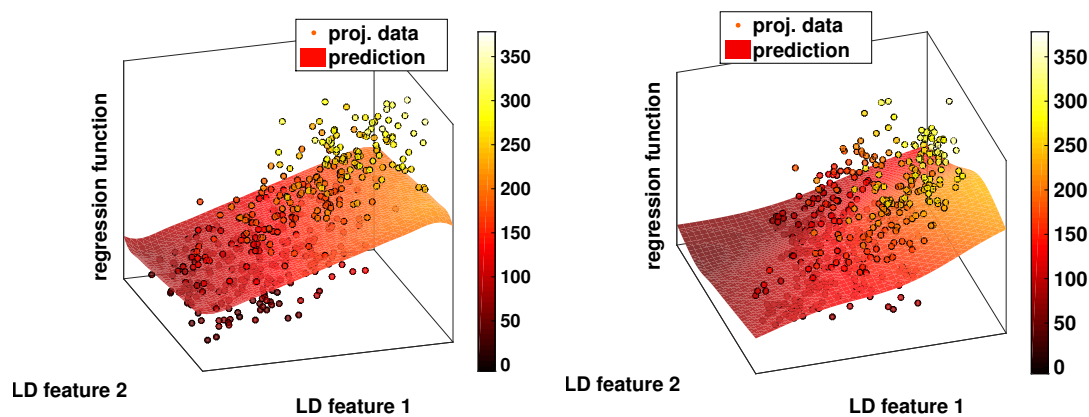 proj. data
prediction
regression function
LD feature 2
LD feature 1
350
300
250
200
150
100
50
0
proj. data
prediction
regression function
LD feature 2
LD feature 1
350
300
250
200
150
100
50
0